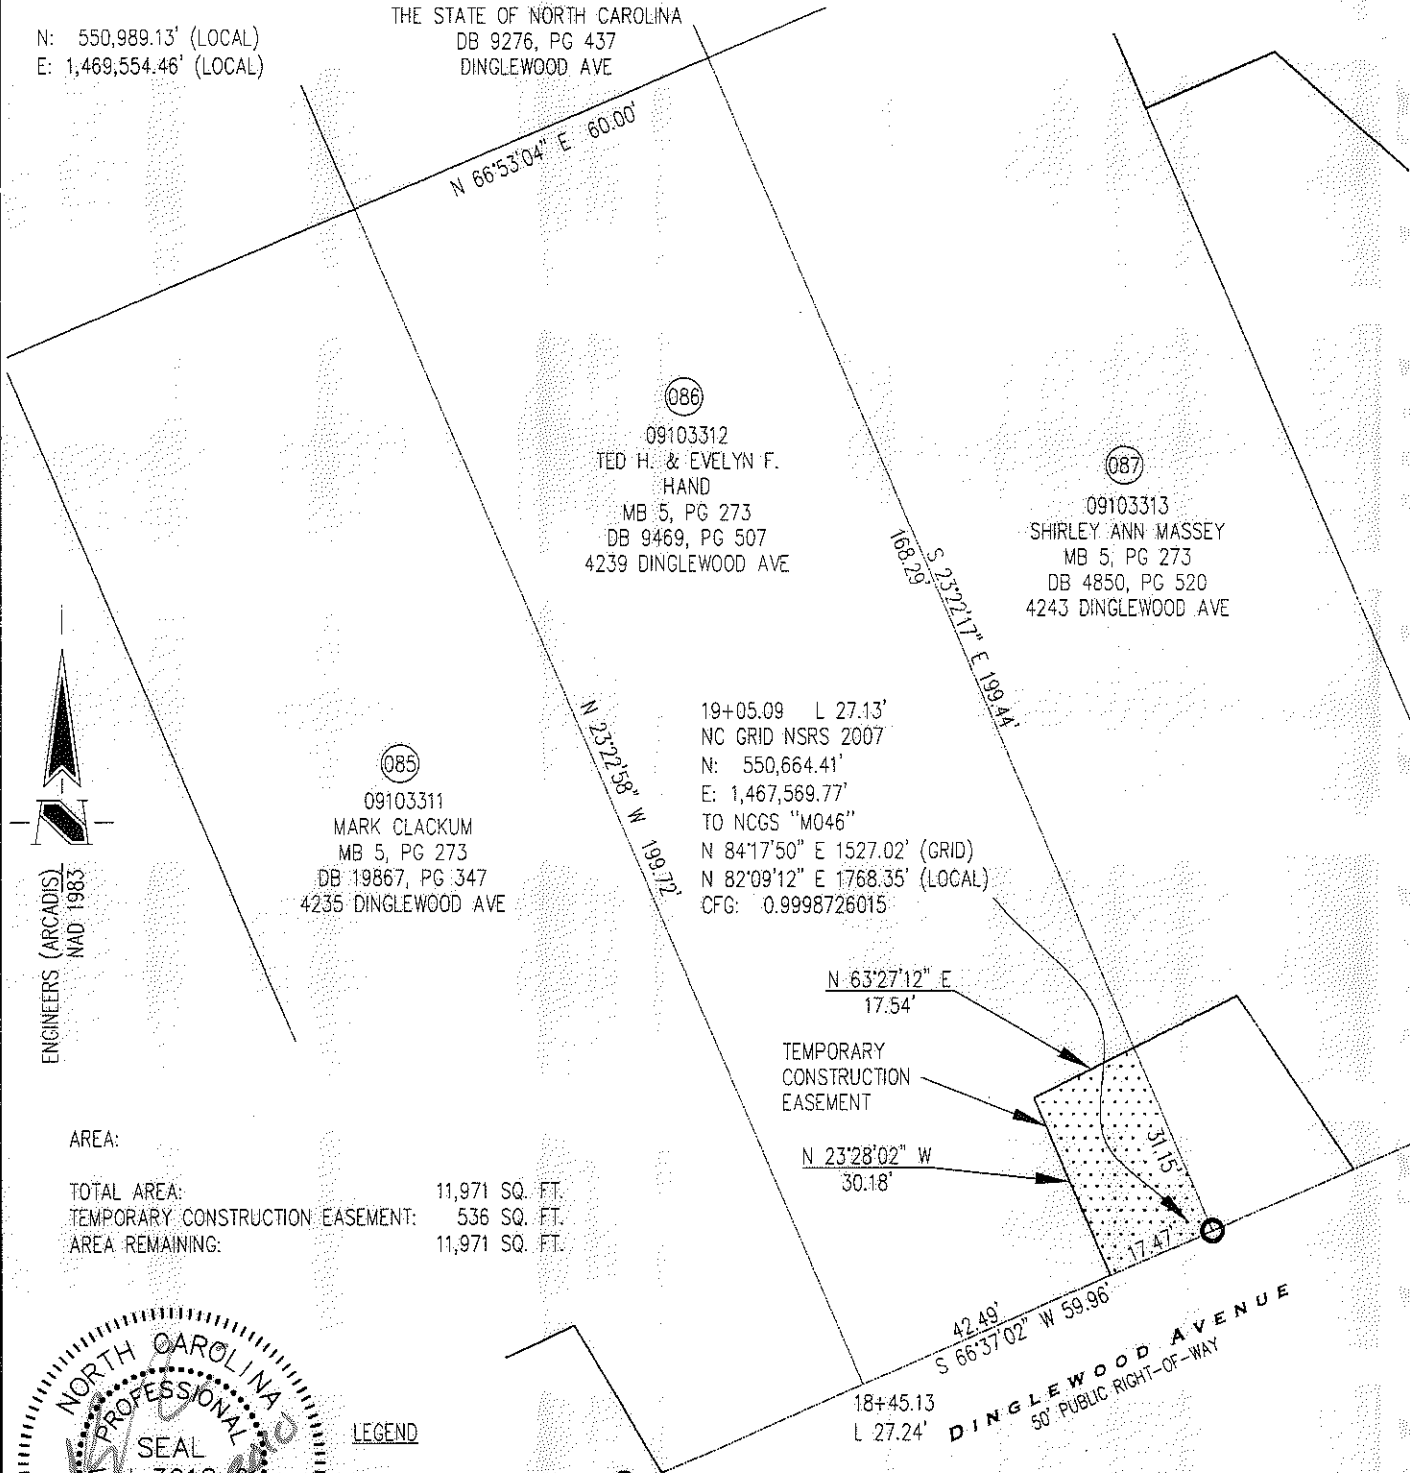 N: 550,989.13' (LOCAL)
E: 1,469,554.46' (LOCAL)
THE STATE OF NORTH CAROLINA
DB 9276, PG 437
DINGLEWOOD AVE
N 66°53'04" E 60.00'
086
09103312
TED H. & EVELYN F.
HAND
MB 5, PG 273
DB 9469, PG 507
4239 DINGLEWOOD AVE
087
09103313
SHIRLEY ANN MASSEY
MB 5, PG 273
DB 4850, PG 520
4243 DINGLEWOOD AVE
168.29'
S 23°22'17" E 199.44'
N 23°22'58" W 199.72'
085
09103311
MARK CLACKUM
MB 5, PG 273
DB 19867, PG 347
4235 DINGLEWOOD AVE
19+05.09 L 27.13'
NC GRID NSRS 2007
N: 550,664.41'
E: 1,467,569.77'
TO NCGS "M046"
N 84°17'50" E 1527.02' (GRID)
N 82°09'12" E 1768.35' (LOCAL)
CFG: 0.9998726015
N
ENGINEERS (ARCADIS)
NAD 1983
N 63°27'12" E
17.54'
TEMPORARY
CONSTRUCTION
EASEMENT
N 23°28'02" W
30.18'
31.15'
17.47'
42.49'
S 66°37'02" W 59.96'
18+45.13
L 27.24'
DINGLEWOOD AVENUE
50' PUBLIC RIGHT-OF-WAY
AREA:
TOTAL AREA: 11,971 SQ. FT.
TEMPORARY CONSTRUCTION EASEMENT: 536 SQ. FT.
AREA REMAINING: 11,971 SQ. FT.
NORTH CAROLINA
PROFESSIONAL
SEAL
LEGEND